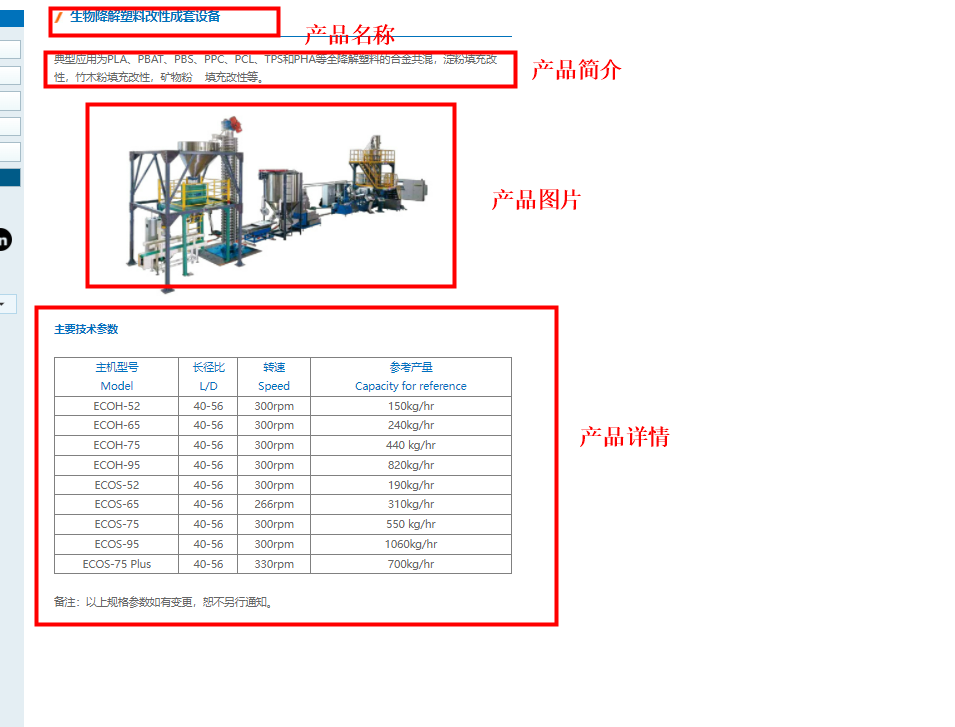 生物降解塑料改性成套设备
产品名称
典型应用为PLA、PBAT、PBS、PPC、PCL、TPS和PHA等全降解塑料的合金共混，淀粉填充改
性，竹木粉填充改性，矿物粉 填充改性等。
产品简介
产品图片
n
主要技术参数
主机型号 长径比 转速 参考产量
Model L/D Speed Capacity for reference
ECOH-52 40-56 300rpm 150kg/hr
ECOH-65 40-56 300rpm 240kg/hr
ECOH-75 40-56 300rpm 440 kg/hr
ECOH-95 40-56 300rpm 820kg/hr
ECOS-52 40-56 300rpm 190kg/hr
ECOS-65 40-56 266rpm 310kg/hr
ECOS-75 40-56 300rpm 550 kg/hr
ECOS-95 40-56 300rpm 1060kg/hr
ECOS-75 Plus 40-56 330rpm 700kg/hr
产品详情
备注：以上规格参数如有变更，恕不另行通知。